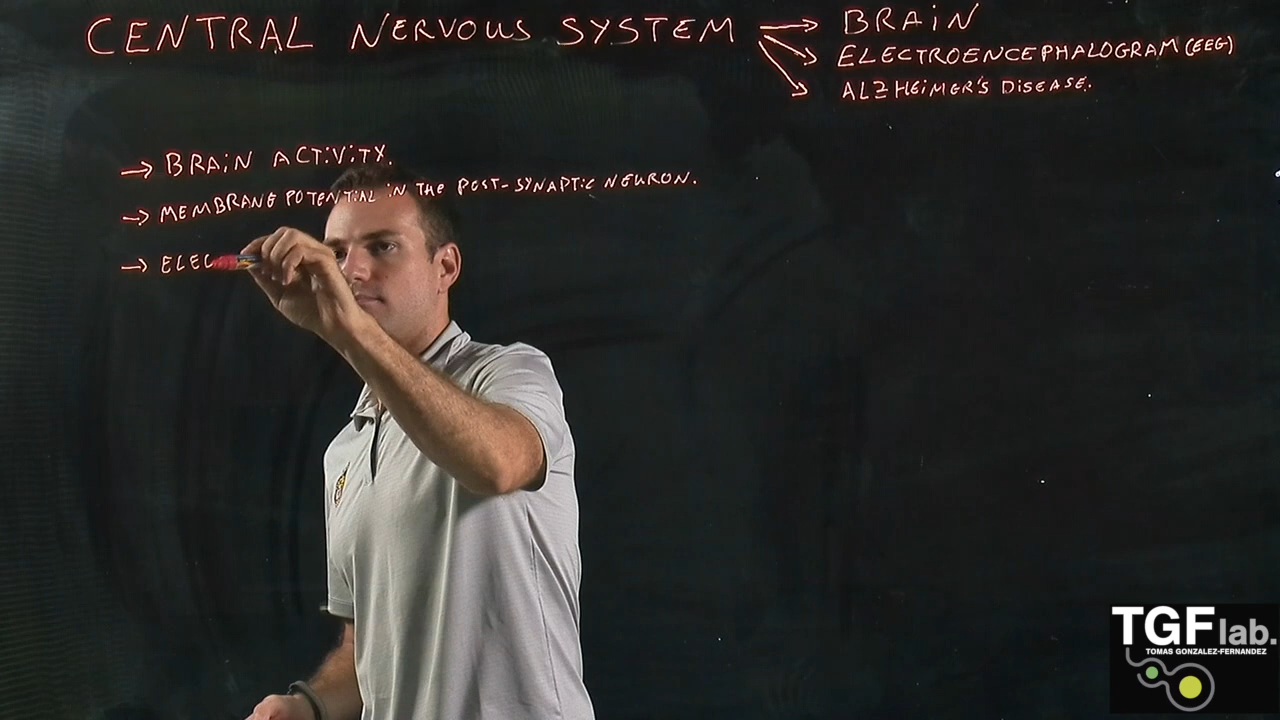 CENTRAL NERVOUS SYSTEM → BRAIN
ELECTROENCEPHALOGRAM (EEG)
ALZHEIMER'S DISEASE.
→ BRAIN ACTIVITY.
→ MEMBRANE POTENTIAL IN THE POST-SYNAPTIC NEURON.
→ ELEC
TGF lab.
TOMAS GONZALEZ-FERNANDEZ